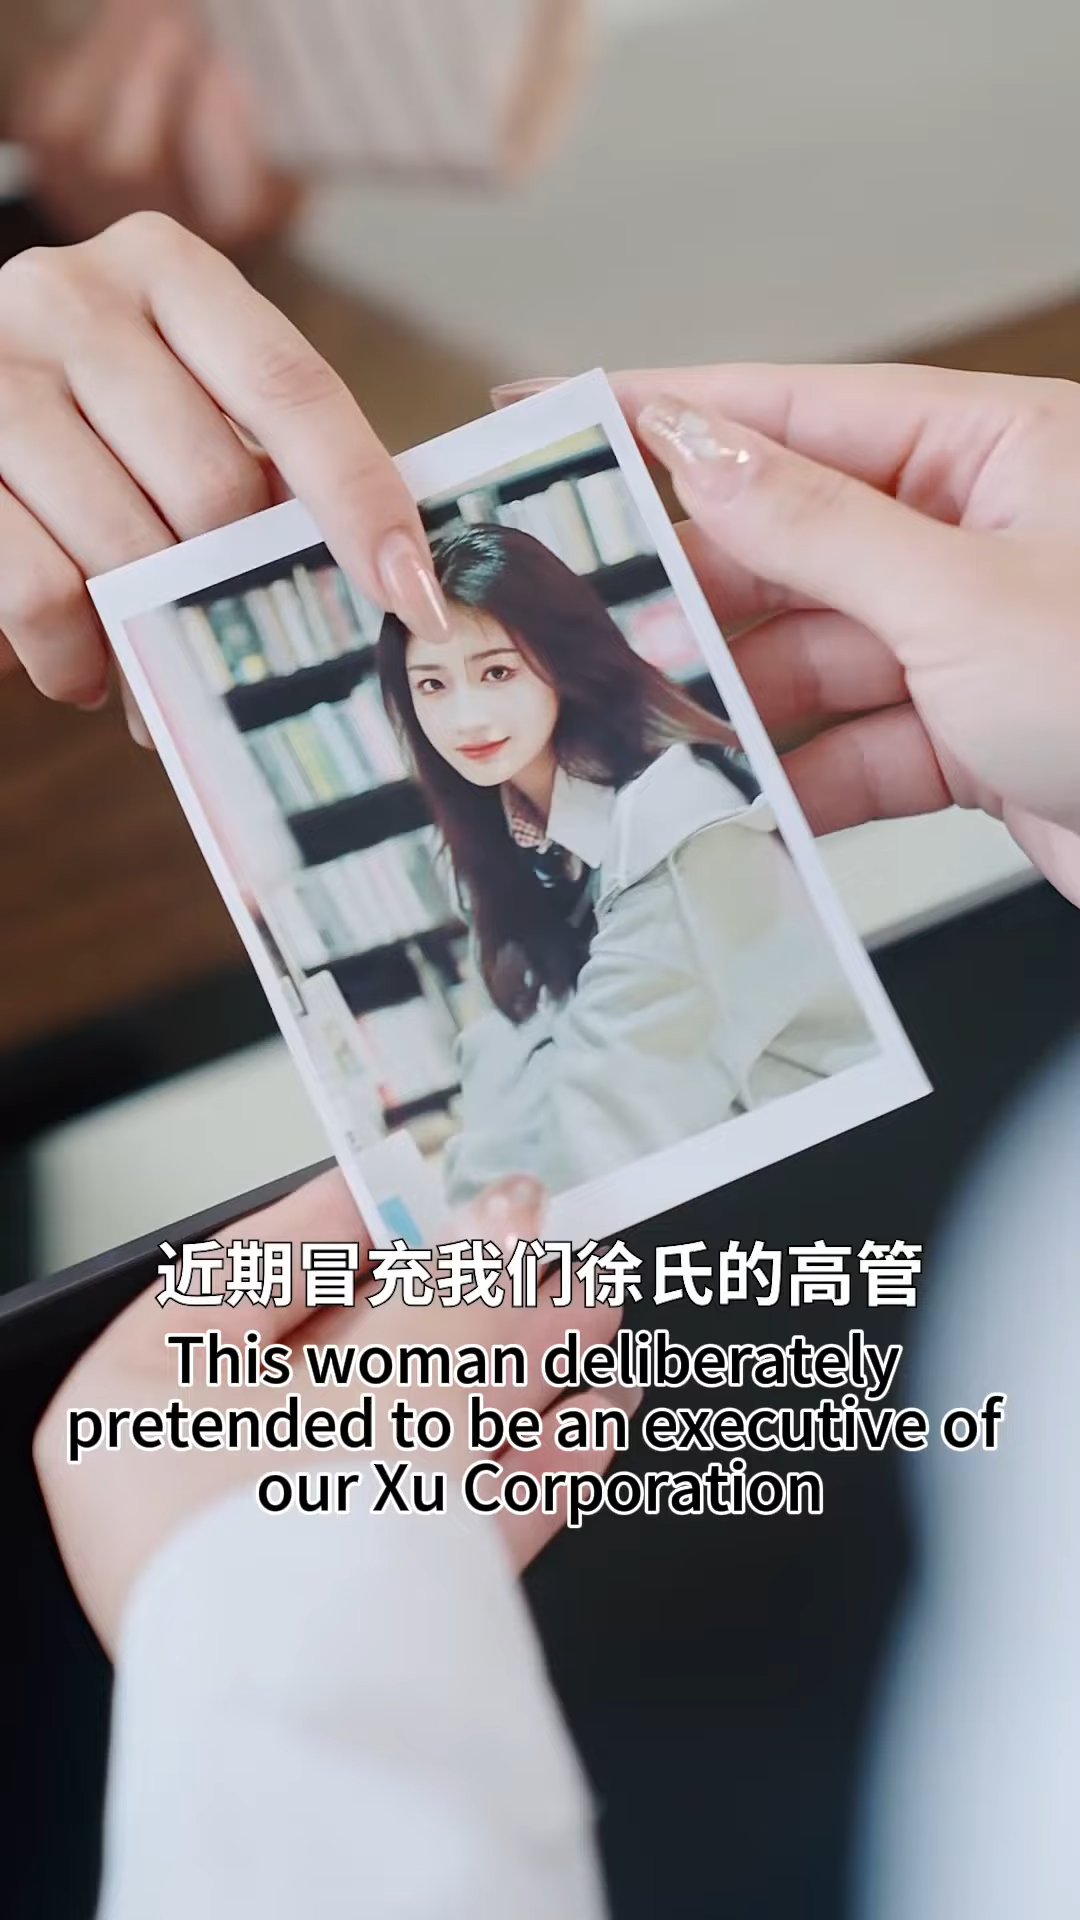 近期冒充我们徐氏的高管
This woman deliberately
pretended to be an executive of
our Xu Corporation